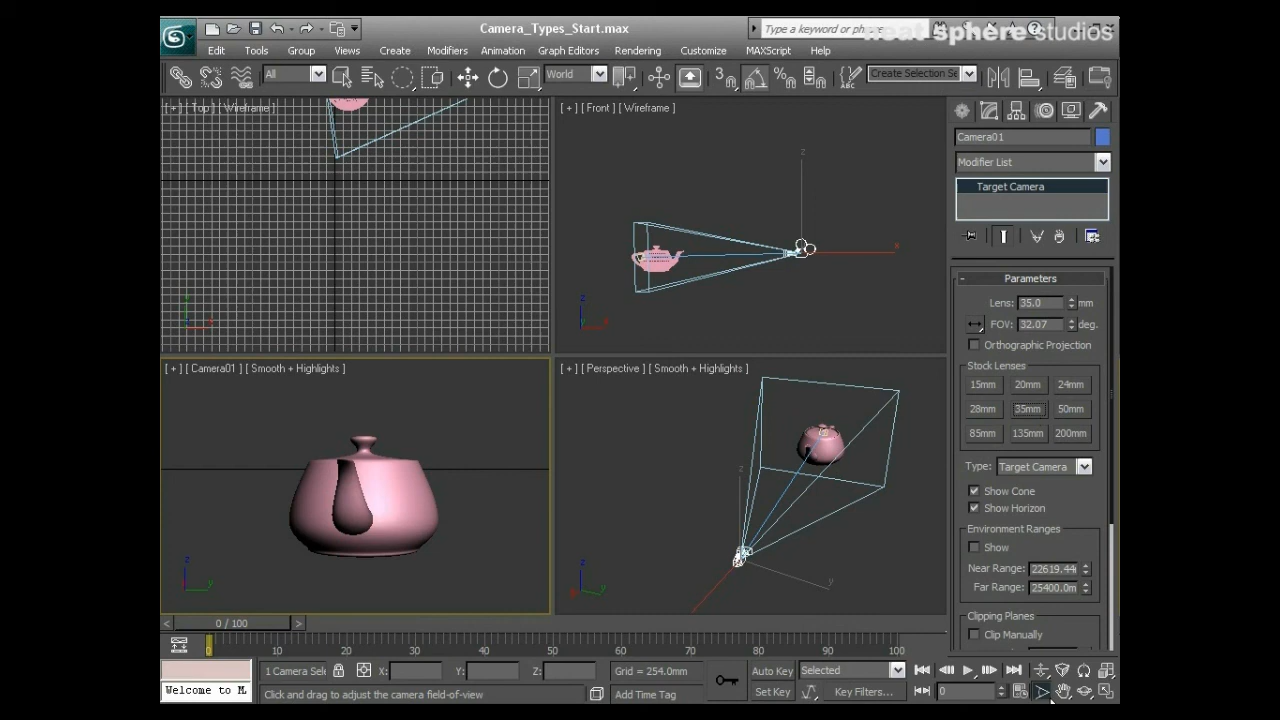 Camera_Types_Start.max
Type a keyword or phrase
neat sphere studios
Edit Tools Group Views Create Modifiers Animation Graph Editors Rendering Customize MAXScript Help
All
World
3
Create Selection Se
[ + ] [ Top ] [ Wireframe ]
[ + ] [ Front ] [ Wireframe ]
z
x
Camera01
Modifier List
Target Camera
Parameters
Lens: 35.0 mm
FOV: 32.07 deg.
Orthographic Projection
Stock Lenses
15mm 20mm 24mm
28mm 35mm 50mm
85mm 135mm 200mm
Type: Target Camera
Show Cone
Show Horizon
Environment Ranges
Show
Near Range: 22619.44
Far Range: 25400.0m
Clipping Planes
Clip Manually
[ + ] [ Camera01 ] [ Smooth + Highlights ]
[ + ] [ Perspective ] [ Smooth + Highlights ]
z
y
z
y
z
y
< 0 / 100 >
0 10 20 30 40 50 60 70 80 90 100
1 Camera Sele X: Y: Z: Grid = 254.0mm Auto Key Selected
Welcome to M
Click and drag to adjust the camera field-of-view Add Time Tag Set Key Key Filters... 0